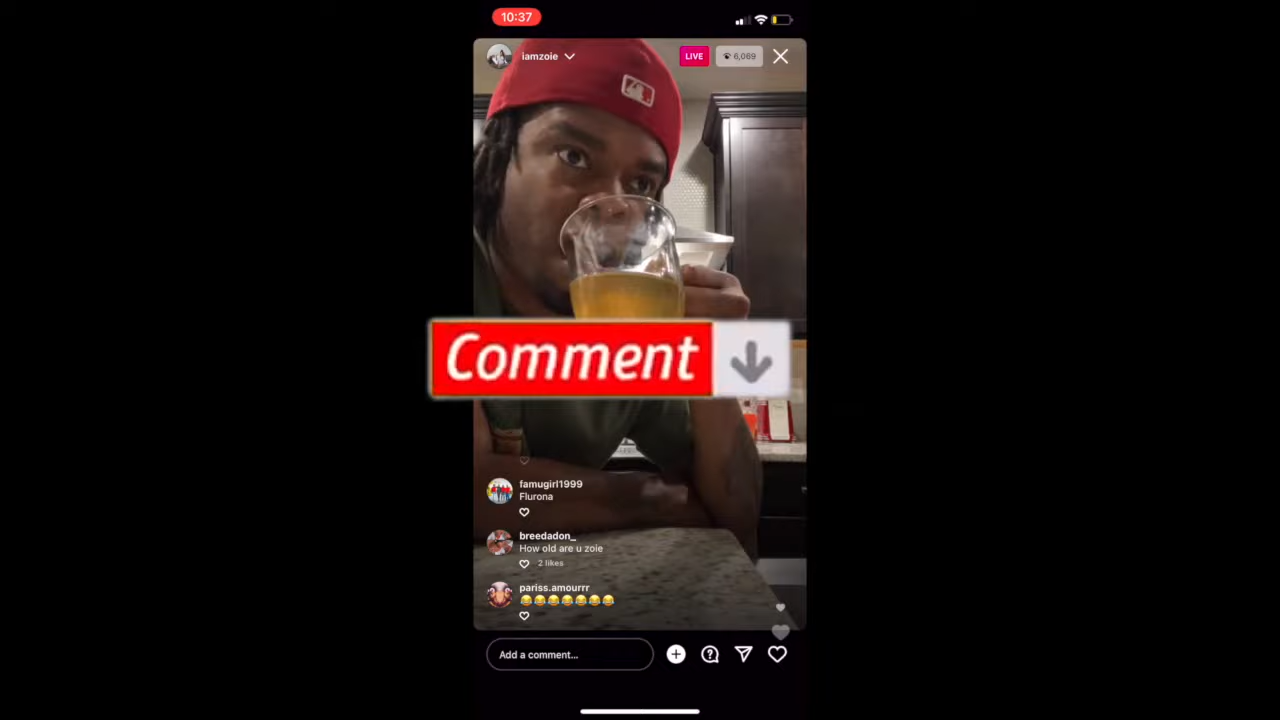 10:37
iamzoie
LIVE
6,069
Comment
famugirl1999
Flurona
breedadon_
How old are u zoie
2 likes
pariss.amourrr
😂😂😂😂😂😂😂
Add a comment...